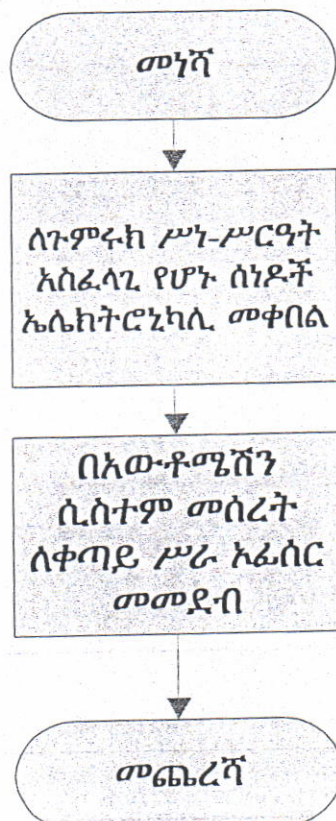 መነሻ
ለጉምሩክ ሥነ-ሥርዓት
አስፈላጊ የሆኑ ሰነዶች
ኤሌክትሮኒካሊ መቀበል
በአውቶሜሽን
ሲስተም መሰረት
ለቀጣይ ሥራ ኦፊሰር
መመደብ
መጨረሻ